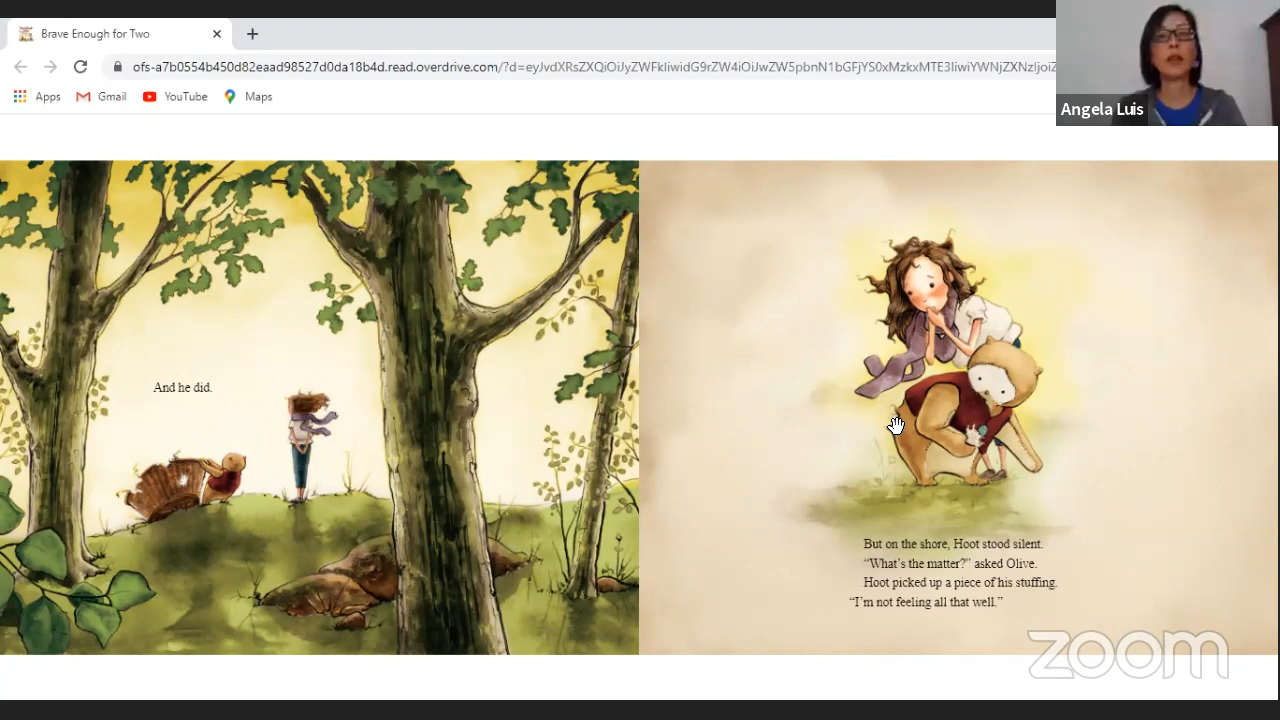 Brave Enough for Two
ofs-a7b0554b450d82eaad98527d0da18b4d.read.overdrive.com/?d=eyJvdXRsZXQiOiJyZWFkIiwidG9rZW4iOiJwZW5pbnN1bGFjYS0xMzkxMTE3IiwiYWNjZXNzIjoiZ
Apps Gmail YouTube Maps
Angela Luis
And he did.
But on the shore, Hoot stood silent.
“What's the matter?” asked Olive.
Hoot picked up a piece of his stuffing.
“I'm not feeling all that well.”
zoom